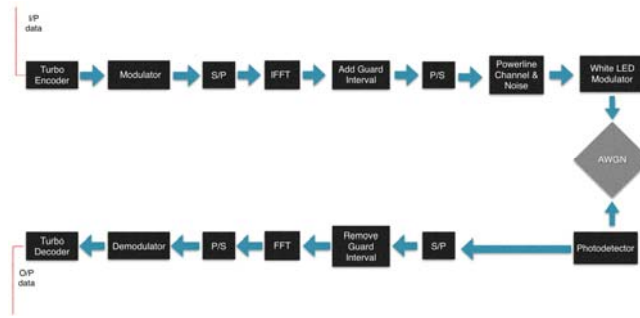 I/P
data
Turbo
Encoder
Modulator
S/P
IFFT
Add Guard
Interval
P/S
Powerline
Channel &
Noise
White LED
Modulator
AWGN
Turbo
Decoder
Demodulator
P/S
FFT
Remove
Guard
Interval
S/P
Photodetector
O/P
data